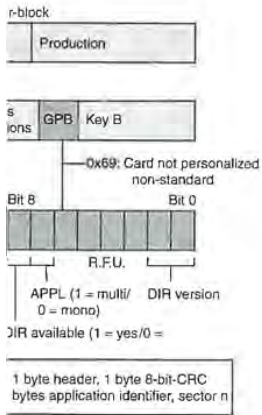 r-block
Production
s
ions
GPB
Key B
0x69: Card not personalized
non-standard
Bit 8
Bit 0
R.F.U.
APPL (1 = multi/
0 = mono)
DIR version
DIR available (1 = yes/0 =
1 byte header, 1 byte 8-bit-CRC
bytes application identifier, sector n